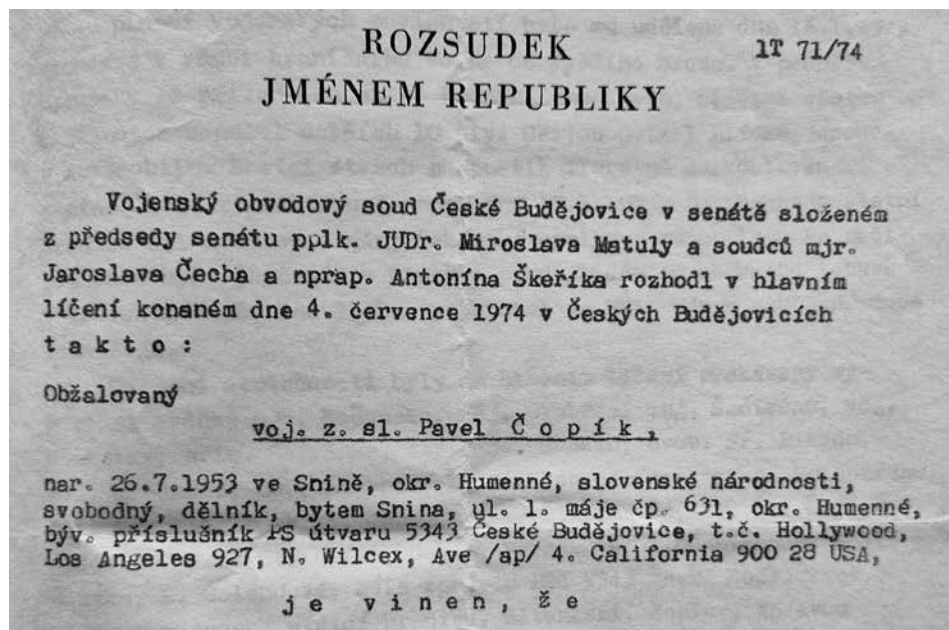 ROZSUDEK 1T 71/74
JMÉNEM REPUBLIKY
Vojenský obvodový soud České Budějovice v senátě složeném
z předsedy senátu pplk. JUDr. Miroslava Matuly a soudců mjr.
Jaroslava Čecha a nprap. Antonína Škeříka rozhodl v hlavním
líčení konaném dne 4. července 1974 v Českých Budějovicích
t a k t o :
Obžalovaný
voj. z. sl. Pavel Č o p í k ,
nar. 26.7.1953 ve Snině, okr. Humenné, slovenské národnosti,
svobodný, dělník, bytem Snina, ul. 1. máje čp. 631, okr. Humenné,
býv. příslušník PS útvaru 5343 České Budějovice, t.č. Hollywood,
Los Angeles 927, N. Wilcex, Ave /ap/ 4. California 900 28 USA,
j e v i n e n , ž e